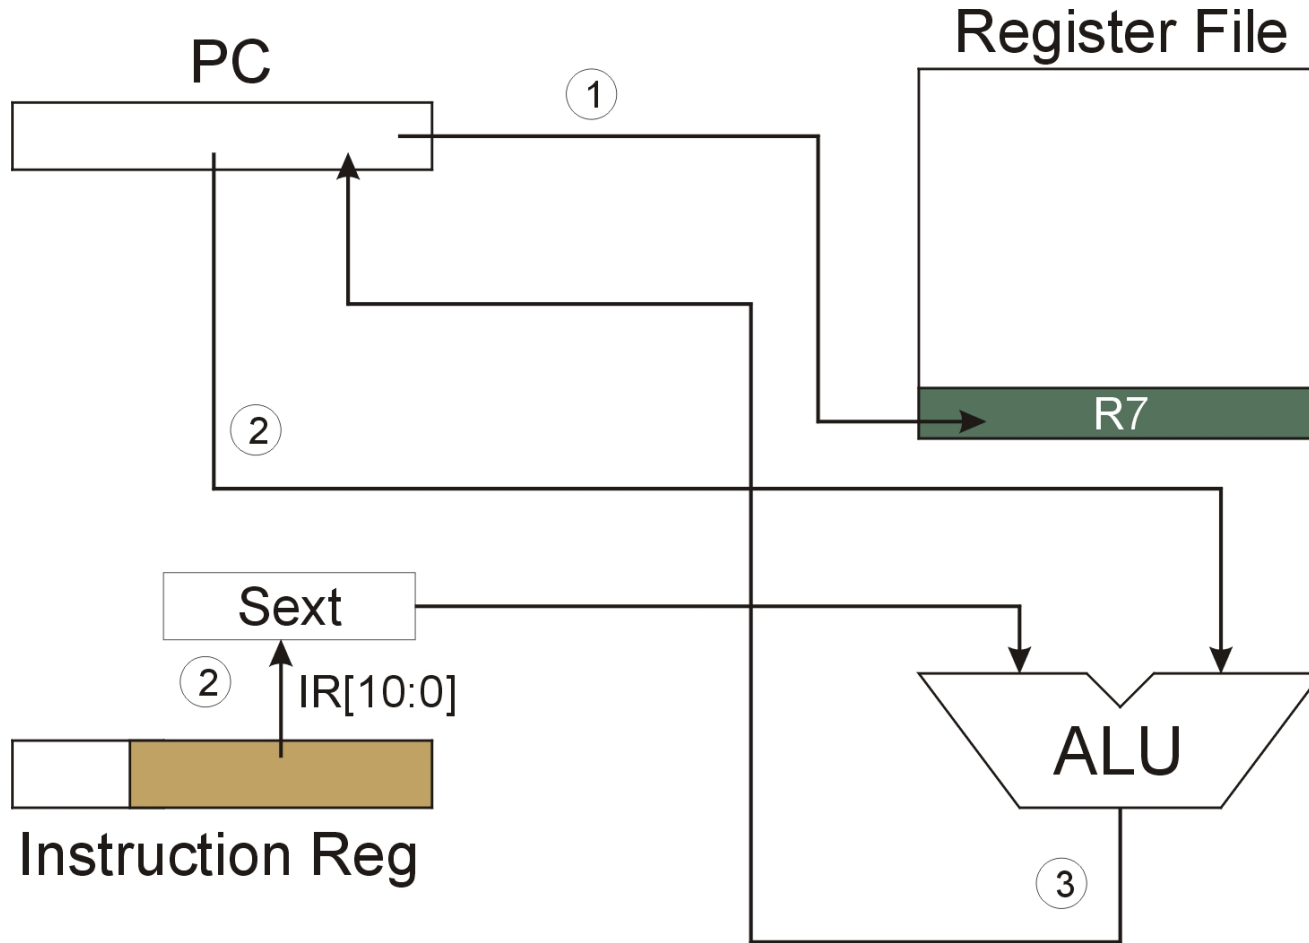 Register File
PC
1
R7
2
Sext
2
IR[10:0]
ALU
Instruction Reg
3